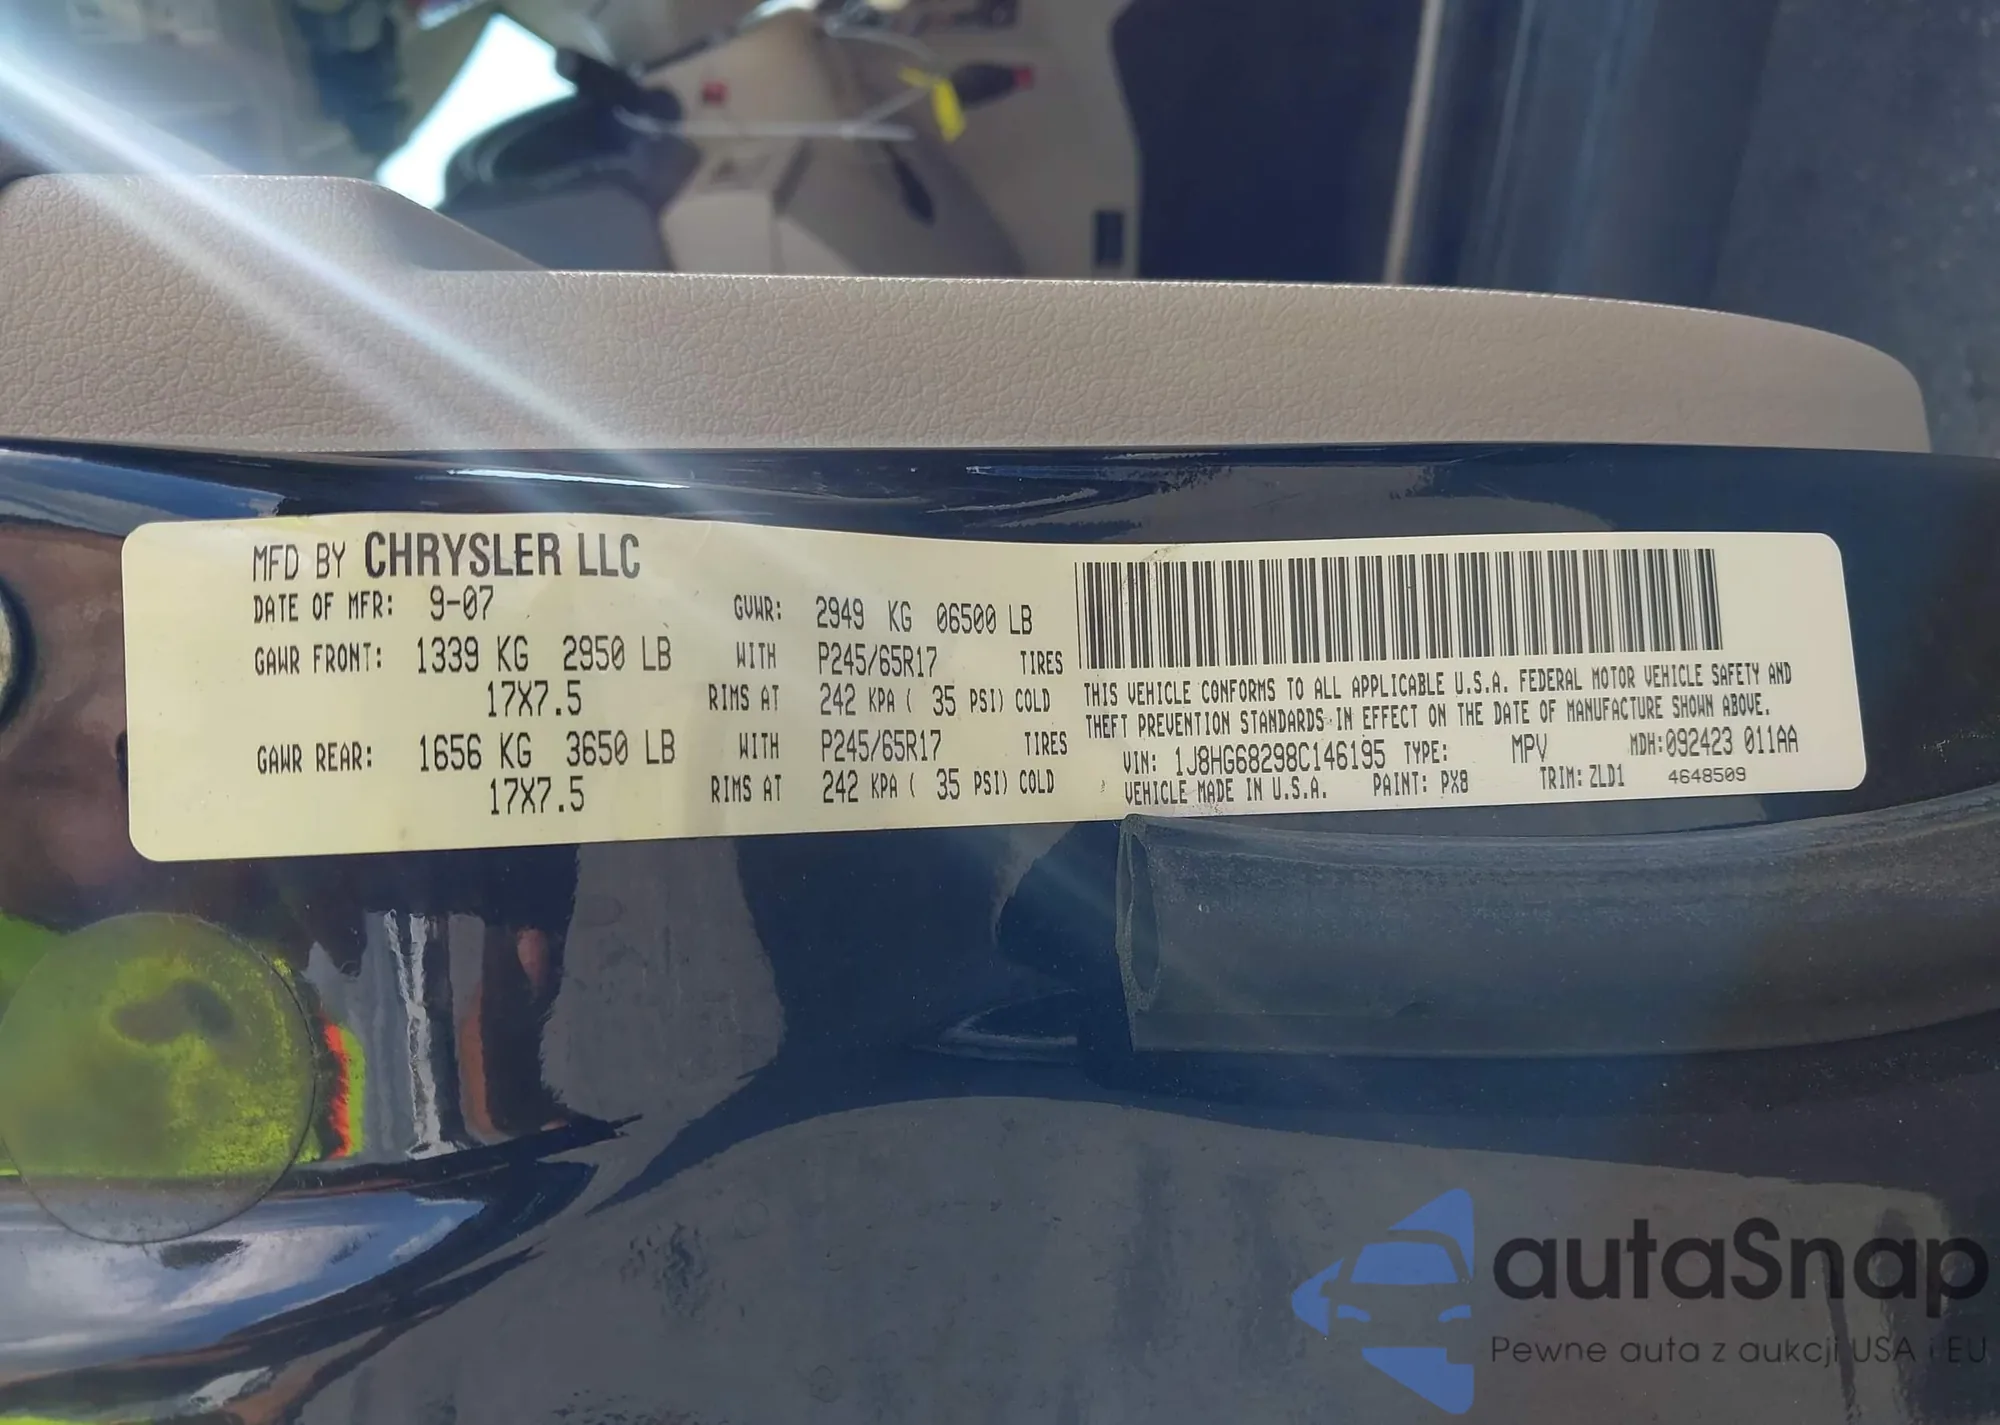 MFD BY CHRYSLER LLC
DATE OF MFR: 9-07 GVWR: 2949 KG 06500 LB
GAWR FRONT: 1339 KG 2950 LB WITH P245/65R17 TIRES
17X7.5 RIMS AT 242 KPA ( 35 PSI) COLD
GAWR REAR: 1656 KG 3650 LB WITH P245/65R17 TIRES
17X7.5 RIMS AT 242 KPA ( 35 PSI) COLD
THIS VEHICLE CONFORMS TO ALL APPLICABLE U.S.A. FEDERAL MOTOR VEHICLE SAFETY AND
THEFT PREVENTION STANDARDS IN EFFECT ON THE DATE OF MANUFACTURE SHOWN ABOVE.
VIN: 1J8HG68298C146195 TYPE: MPV MDH:092423 011AA
VEHICLE MADE IN U.S.A. PAINT: PX8 TRIM: ZLD1 4648509
autaSnap
Pewne auta z aukcji USA i EU